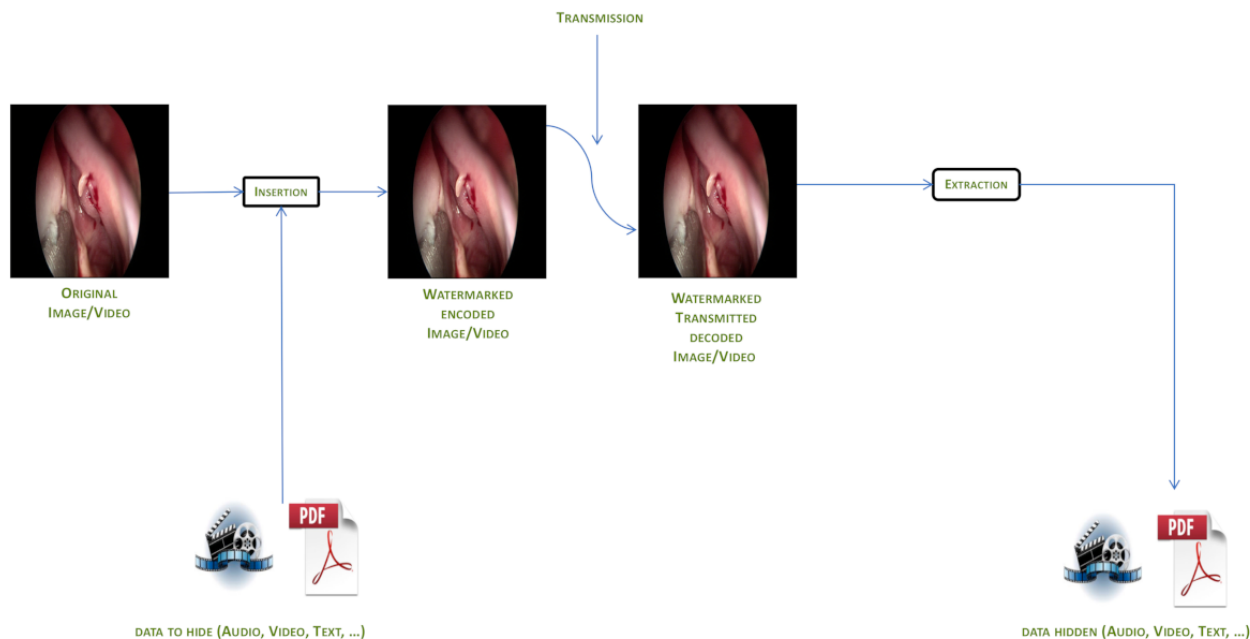 Transmission
Insertion
Extraction
Original
Image/Video
Watermarked
encoded
Image/Video
Watermarked
Transmitted
decoded
Image/Video
PDF
PDF
data to hide (Audio, Video, Text, ...)
data hidden (Audio, Video, Text, ...)